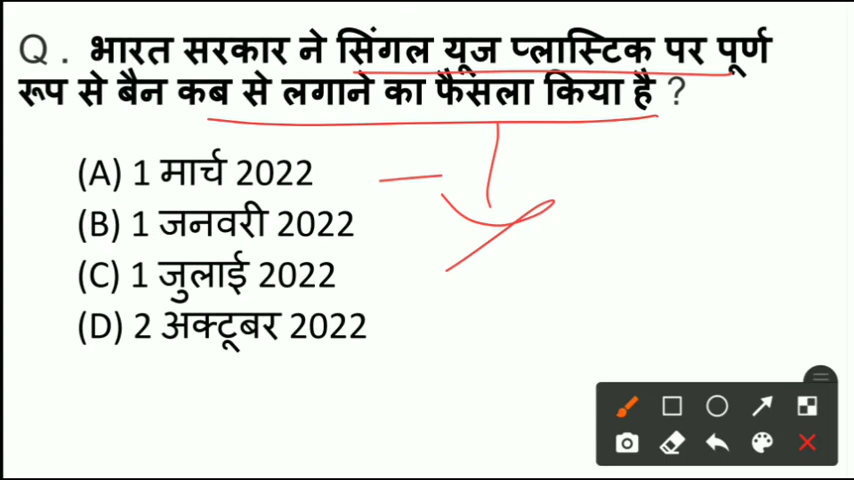 Q . भारत सरकार ने सिंगल यूज प्लास्टिक पर पूर्ण
रूप से बैन कब से लगाने का फैसला किया है ?
(A) 1 मार्च 2022
(B) 1 जनवरी 2022
(C) 1 जुलाई 2022
(D) 2 अक्टूबर 2022